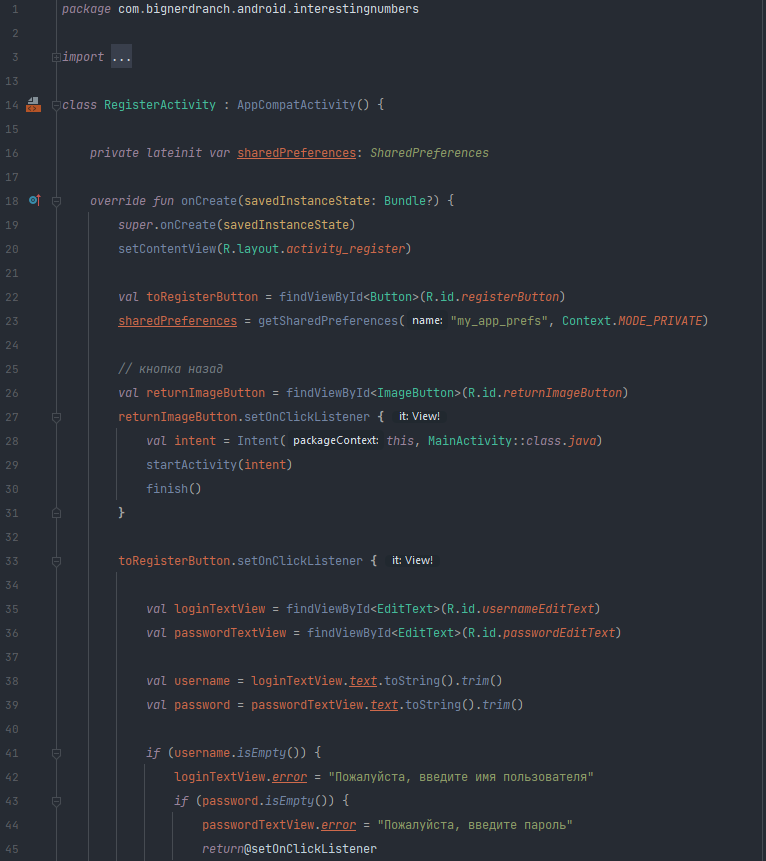 1 package com.bignerdranch.android.interestingnumbers
2
3 import ...
13
14 class RegisterActivity : AppCompatActivity() {
15
16 private lateinit var sharedPreferences: SharedPreferences
17
18 override fun onCreate(savedInstanceState: Bundle?) {
19 super.onCreate(savedInstanceState)
20 setContentView(R.layout.activity_register)
21
22 val toRegisterButton = findViewById<Button>(R.id.registerButton)
23 sharedPreferences = getSharedPreferences( name: "my_app_prefs", Context.MODE_PRIVATE)
24
25 // кнопка назад
26 val returnImageButton = findViewById<ImageButton>(R.id.returnImageButton)
27 returnImageButton.setOnClickListener { it: View!
28 val intent = Intent( packageContext: this, MainActivity::class.java)
29 startActivity(intent)
30 finish()
31 }
32
33 toRegisterButton.setOnClickListener { it: View!
34
35 val loginTextView = findViewById<EditText>(R.id.usernameEditText)
36 val passwordTextView = findViewById<EditText>(R.id.passwordEditText)
37
38 val username = loginTextView.text.toString().trim()
39 val password = passwordTextView.text.toString().trim()
40
41 if (username.isEmpty()) {
42 loginTextView.error = "Пожалуйста, введите имя пользователя"
43 if (password.isEmpty()) {
44 passwordTextView.error = "Пожалуйста, введите пароль"
45 return@setOnClickListener